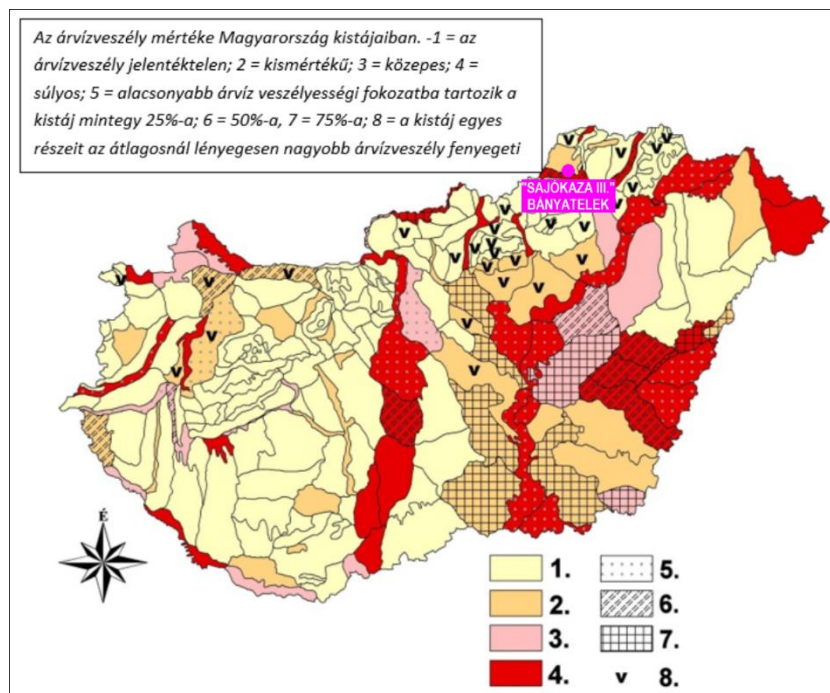 Az árvízveszély mértéke Magyarország kistájaiban. -1 = az
árvízveszély jelentéktelen; 2 = kismértékű; 3 = közepes; 4 =
súlyos; 5 = alacsonyabb árvíz veszélyességi fokozatba tartozik a
kistáj mintegy 25%-a; 6 = 50%-a, 7 = 75%-a; 8 = a kistáj egyes
részeit az átlagosnál lényegesen nagyobb árvízveszély fenyegeti
"SAJÓKAZA III."
BÁNYATELEK
É
1. 5.
2. 6.
3. 7.
4. v 8.